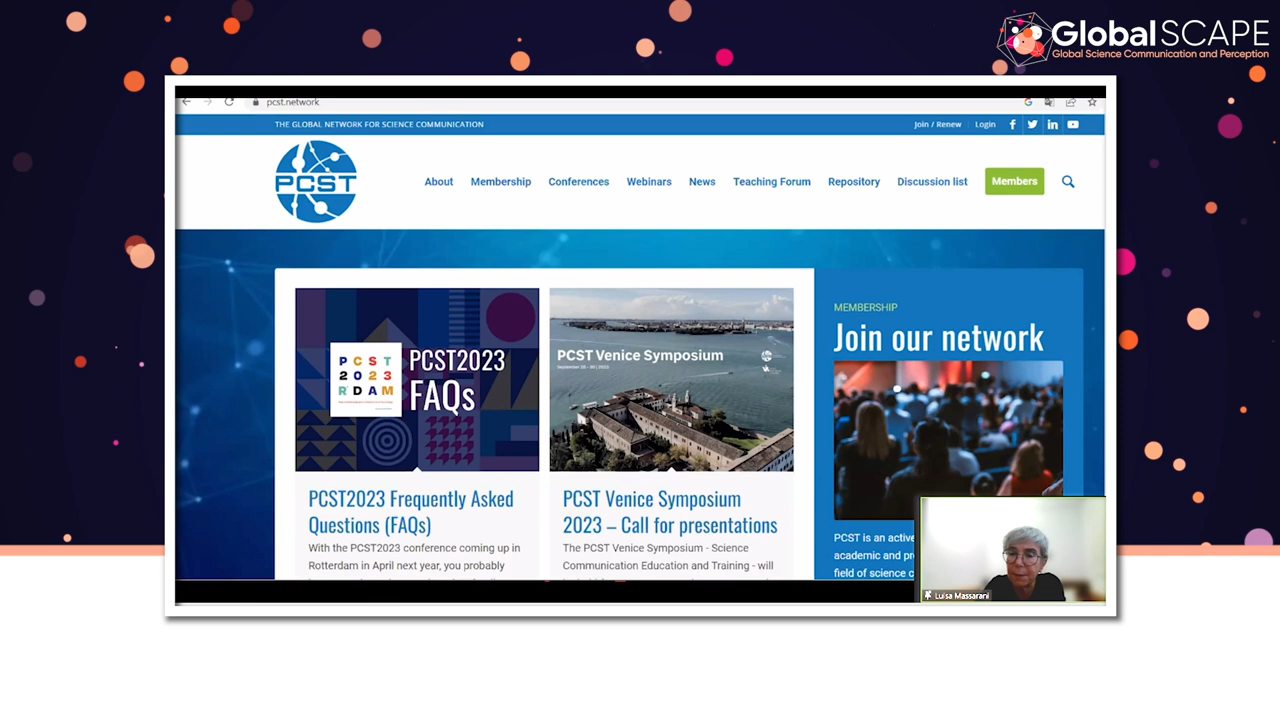 GlobalSCAPE
Global Science Communication and Perception
pcst.network
THE GLOBAL NETWORK FOR SCIENCE COMMUNICATION
Join / Renew
Login
PCST
About
Membership
Conferences
Webinars
News
Teaching Forum
Repository
Discussion list
Members
PCST
2023
RDAM
PCST2023
FAQs
PCST Venice Symposium
MEMBERSHIP
Join our network
PCST2023 Frequently Asked
Questions (FAQs)
With the PCST2023 conference coming up in
Rotterdam in April next year, you probably
PCST Venice Symposium
2023 – Call for presentations
The PCST Venice Symposium - Science
Communication Education and Training - will
PCST is an active
academic and pr
field of science c
Luisa Massarani